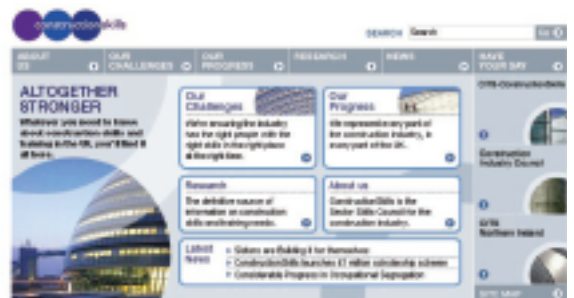 constructionskills
SEARCH Search Go
ABOUT US
OUR CHALLENGES
OUR PROGRESS
RESEARCH
NEWS
HAVE YOUR SAY
ALTOGETHER
STRONGER
Whatever you need to know
about construction skills and
training in the UK, you'll find it
all here.
Our
Challenges
We're ensuring the industry
has the right people with the
right skills in the right place
at the right time.
Our
Progress
We represent every part of
the construction industry, in
every part of the UK.
Research
The definitive source of
information on construction
skills and training needs.
About us
ConstructionSkills is the
Sector Skills Council for the
construction industry.
Latest
News
Sisters are Building it for themselves
ConstructionSkills launches £1 million scholarship scheme
Considerable Progress in Occupational Segregation
CITB-ConstructionSkills
Construction
Industry Council
CITB
Northern Ireland
SITE MAP